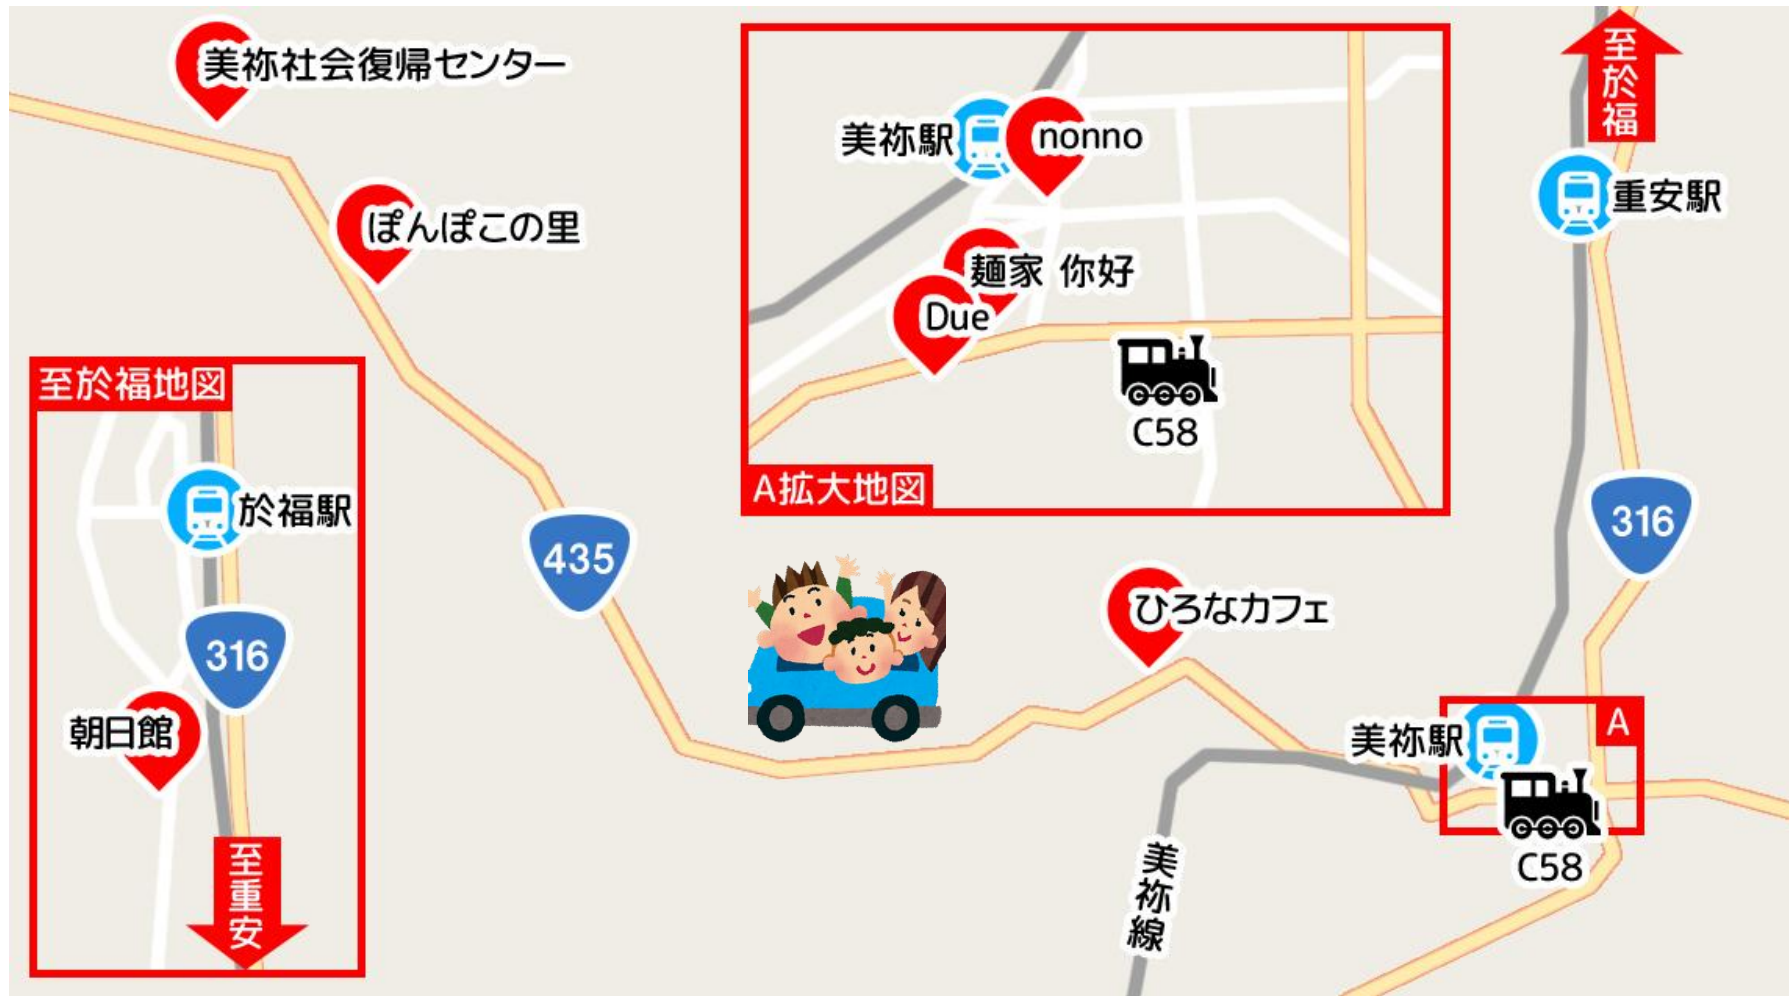 美祢社会復帰センター
ぽんぽこの里
至於福地図
於福駅
316
朝日館
至重安
435
美祢駅
nonno
麺家 你好
Due
C58
A拡大地図
ひろなカフェ
至於福
重安駅
316
美祢駅
A
C58
美祢線